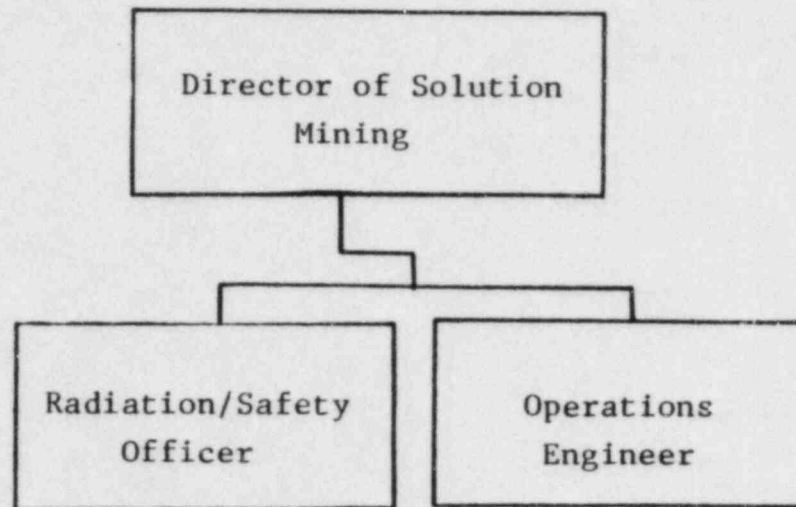 Director of Solution
Mining
Radiation/Safety
Officer
Operations
Engineer